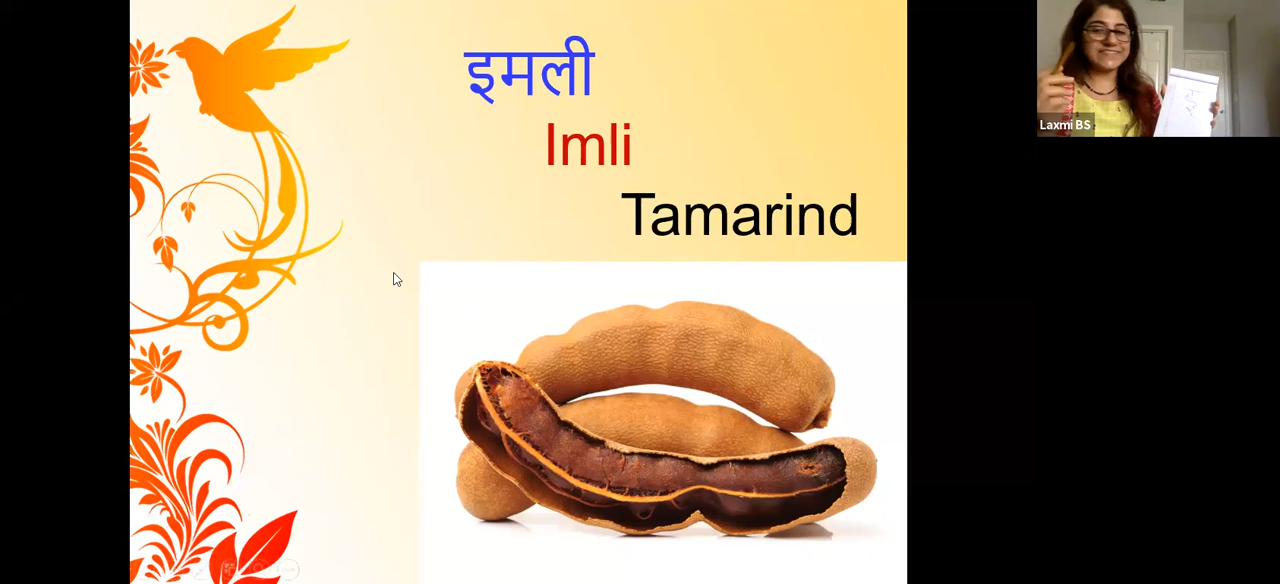 इमली
Imli
Tamarind
Laxmi BS